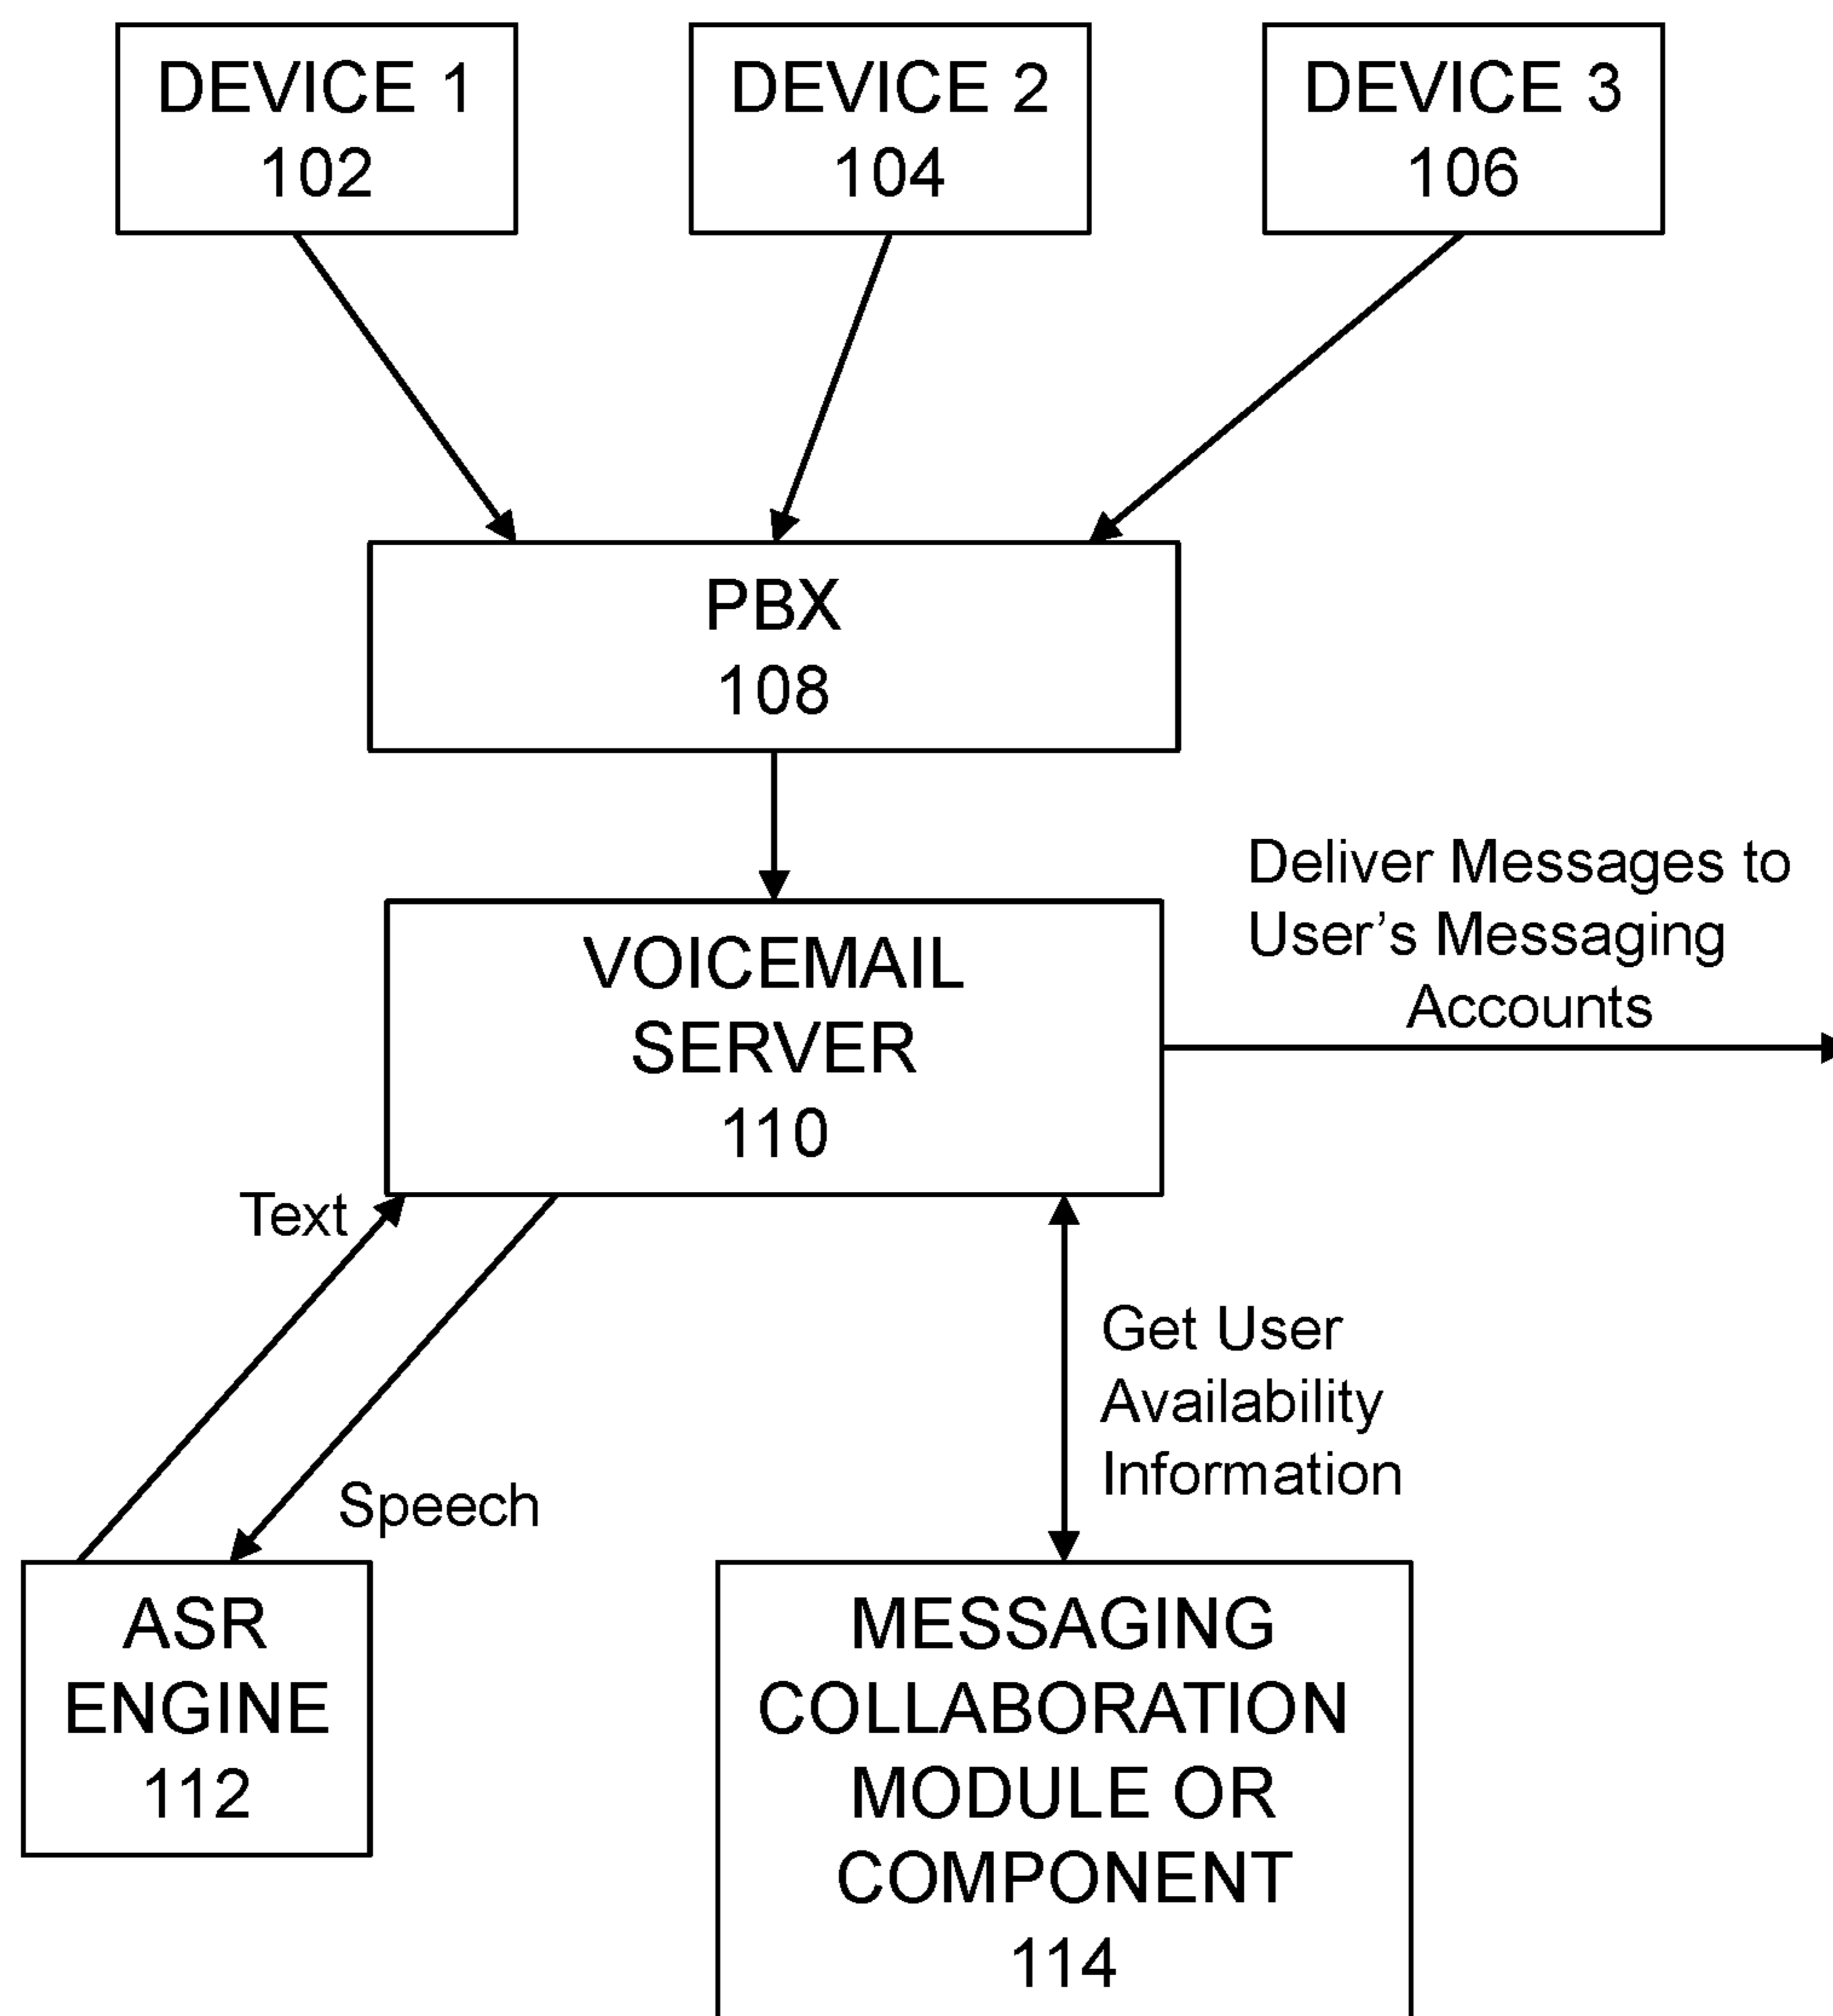 DEVICE 1
102
DEVICE 2
104
DEVICE 3
106
PBX
108
Deliver Messages to
User's Messaging
Accounts
VOICEMAIL
SERVER
110
Text
Speech
Get User
Availability
Information
ASR
ENGINE
112
MESSAGING
COLLABORATION
MODULE OR
COMPONENT
114